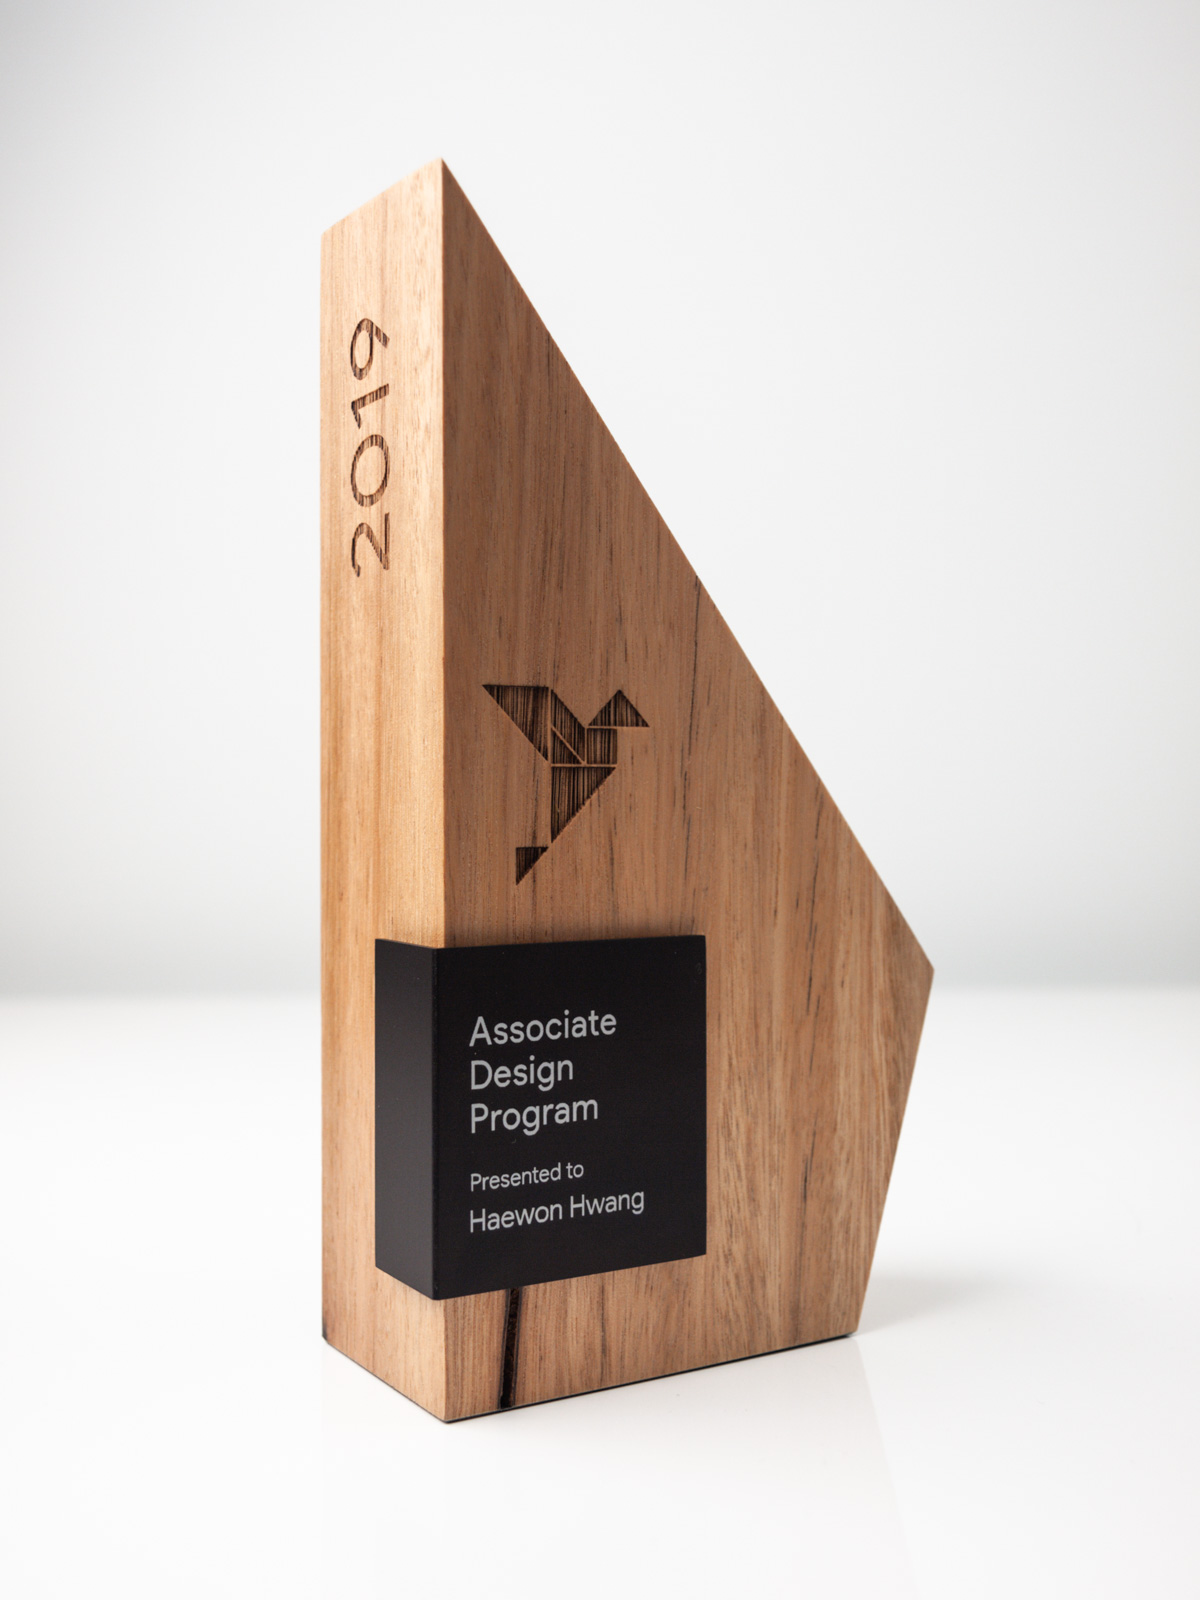 2019
Associate
Design
Program
Presented to
Haewon Hwang